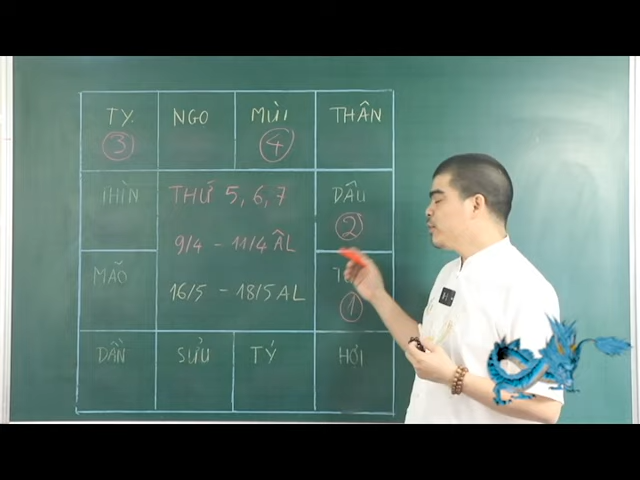 TỴ NGỌ MÙI THÂN
3 4
THÌN THỨ 5, 6, 7 DẬU
2
9/4 - 11/4 ÂL
MÃO
16/5 - 18/5 AL
1
DẦN SỬU TÝ HỢI